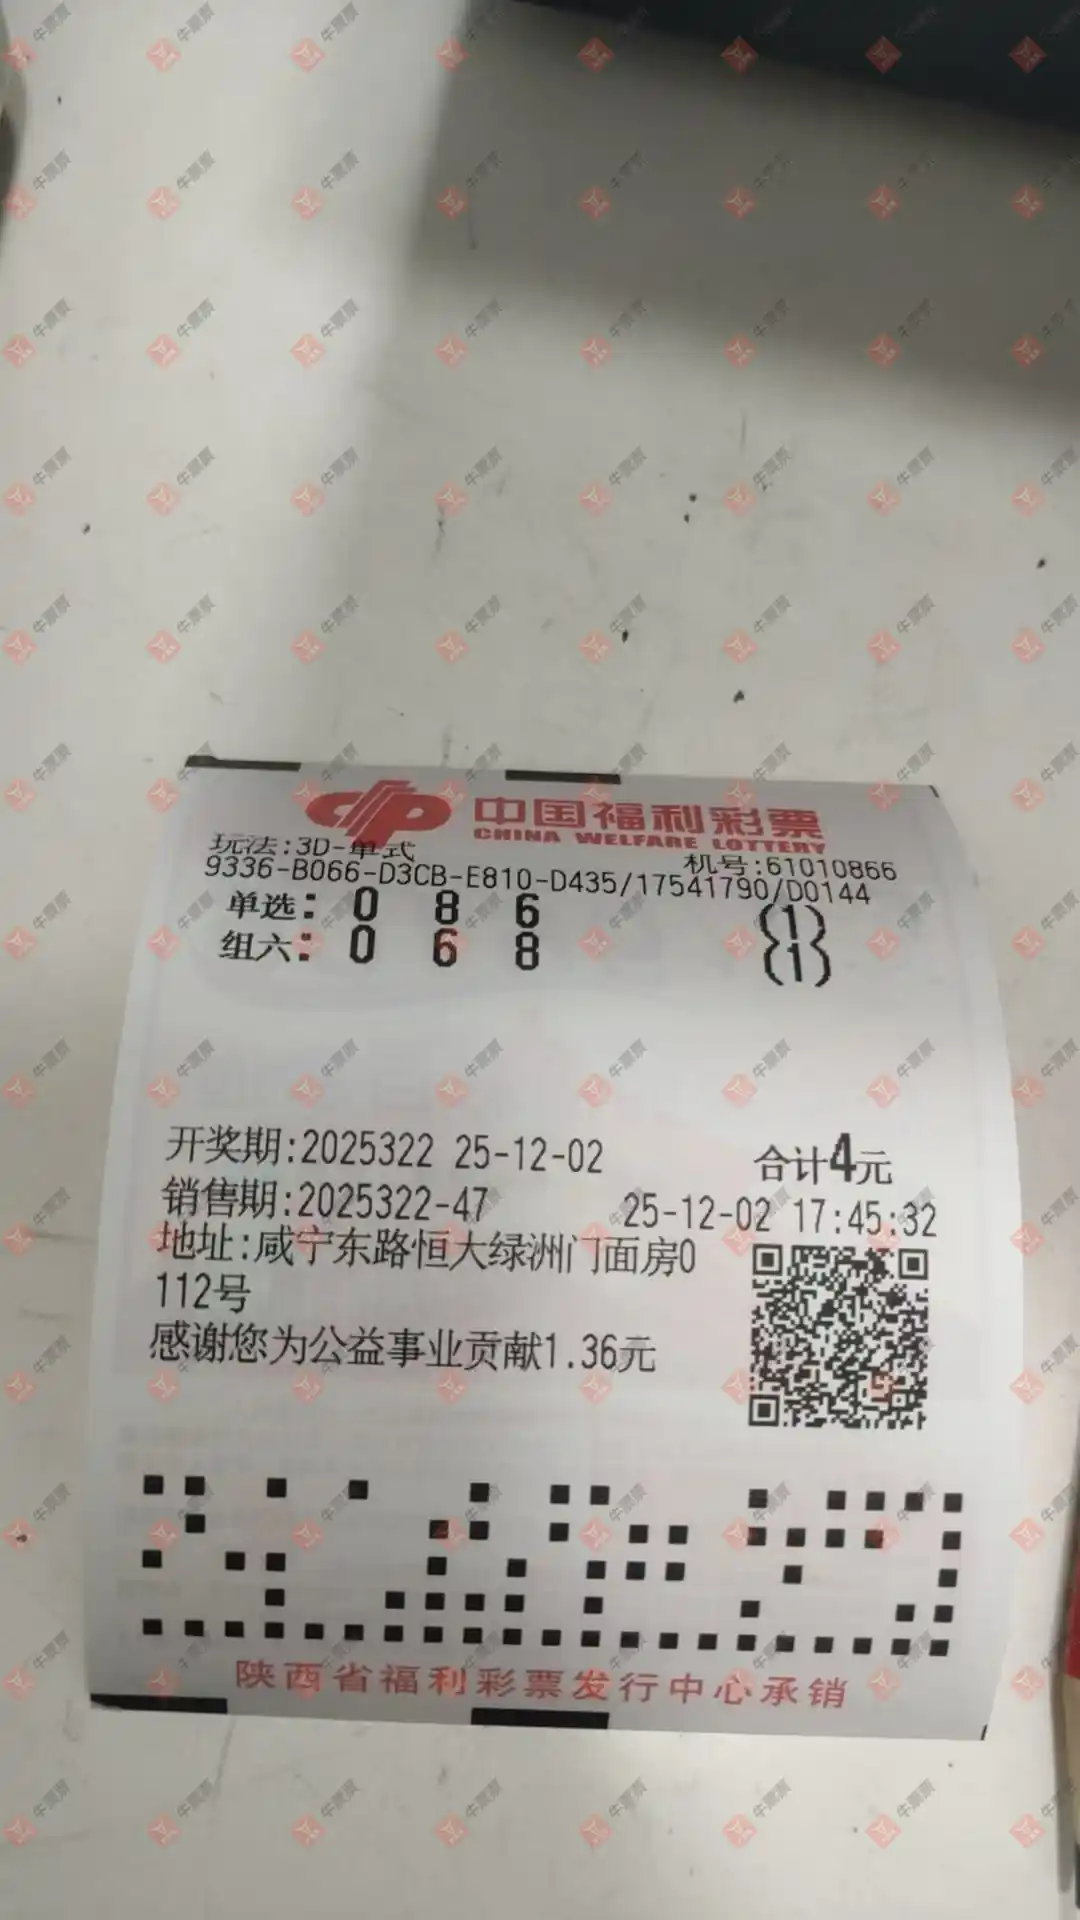 中国福利彩票
CHINA WELFARE LOTTERY
玩法:3D-单式 机号:61010866
9336-B066-D3CB-E810-D435/17541790/D0144
单选: 0 8 6 {1}
组六: 0 6 8 {1}
开奖期:2025322 25-12-02 合计4元
销售期:2025322-47 25-12-02 17:45:32
地址:咸宁东路恒大绿洲门面房0
112号
感谢您为公益事业贡献1.36元
陕西省福利彩票发行中心承销
牛票票